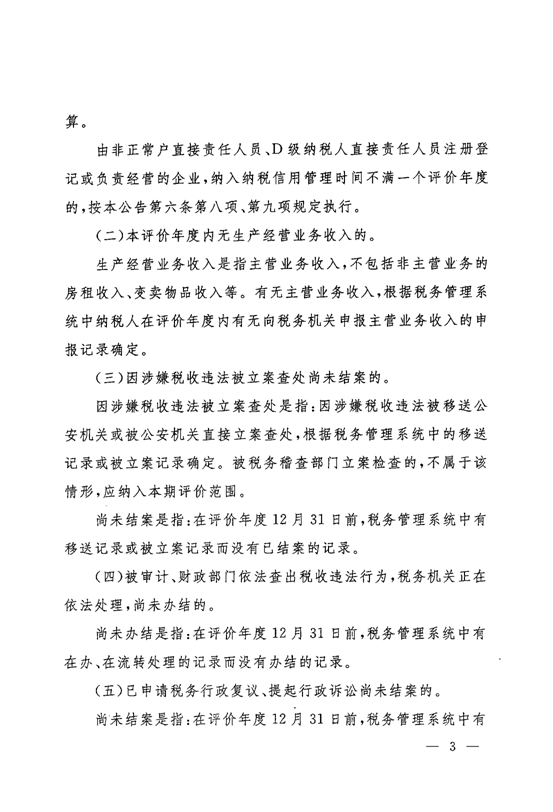 算。
由非正常户直接责任人员、D级纳税人直接责任人员注册登
记或负责经营的企业,纳入纳税信用管理时间不满一个评价年度
的,按本公告第六条第八项、第九项规定执行。
(二)本评价年度内无生产经营业务收入的。
生产经营业务收入是指主营业务收入,不包括非主营业务的
房租收入、变卖物品收入等。有无主营业务收入,根据税务管理系
统中纳税人在评价年度内有无向税务机关申报主营业务收入的申
报记录确定。
(三)因涉嫌税收违法被立案查处尚未结案的。
因涉嫌税收违法被立案查处是指:因涉嫌税收违法被移送公
安机关或被公安机关直接立案查处,根据税务管理系统中的移送
记录或被立案记录确定。被税务稽查部门立案检查的,不属于该
情形,应纳入本期评价范围。
尚未结案是指:在评价年度12月31日前,税务管理系统中有
移送记录或被立案记录而没有已结案的记录。
(四)被审计、财政部门依法查出税收违法行为,税务机关正在
依法处理,尚未办结的。
尚未办结是指:在评价年度12月31日前,税务管理系统中有
在办、在流转处理的记录而没有办结的记录。
(五)已申请税务行政复议、提起行政诉讼尚未结案的。
尚未结案是指:在评价年度12月31日前,税务管理系统中有
— 3 —